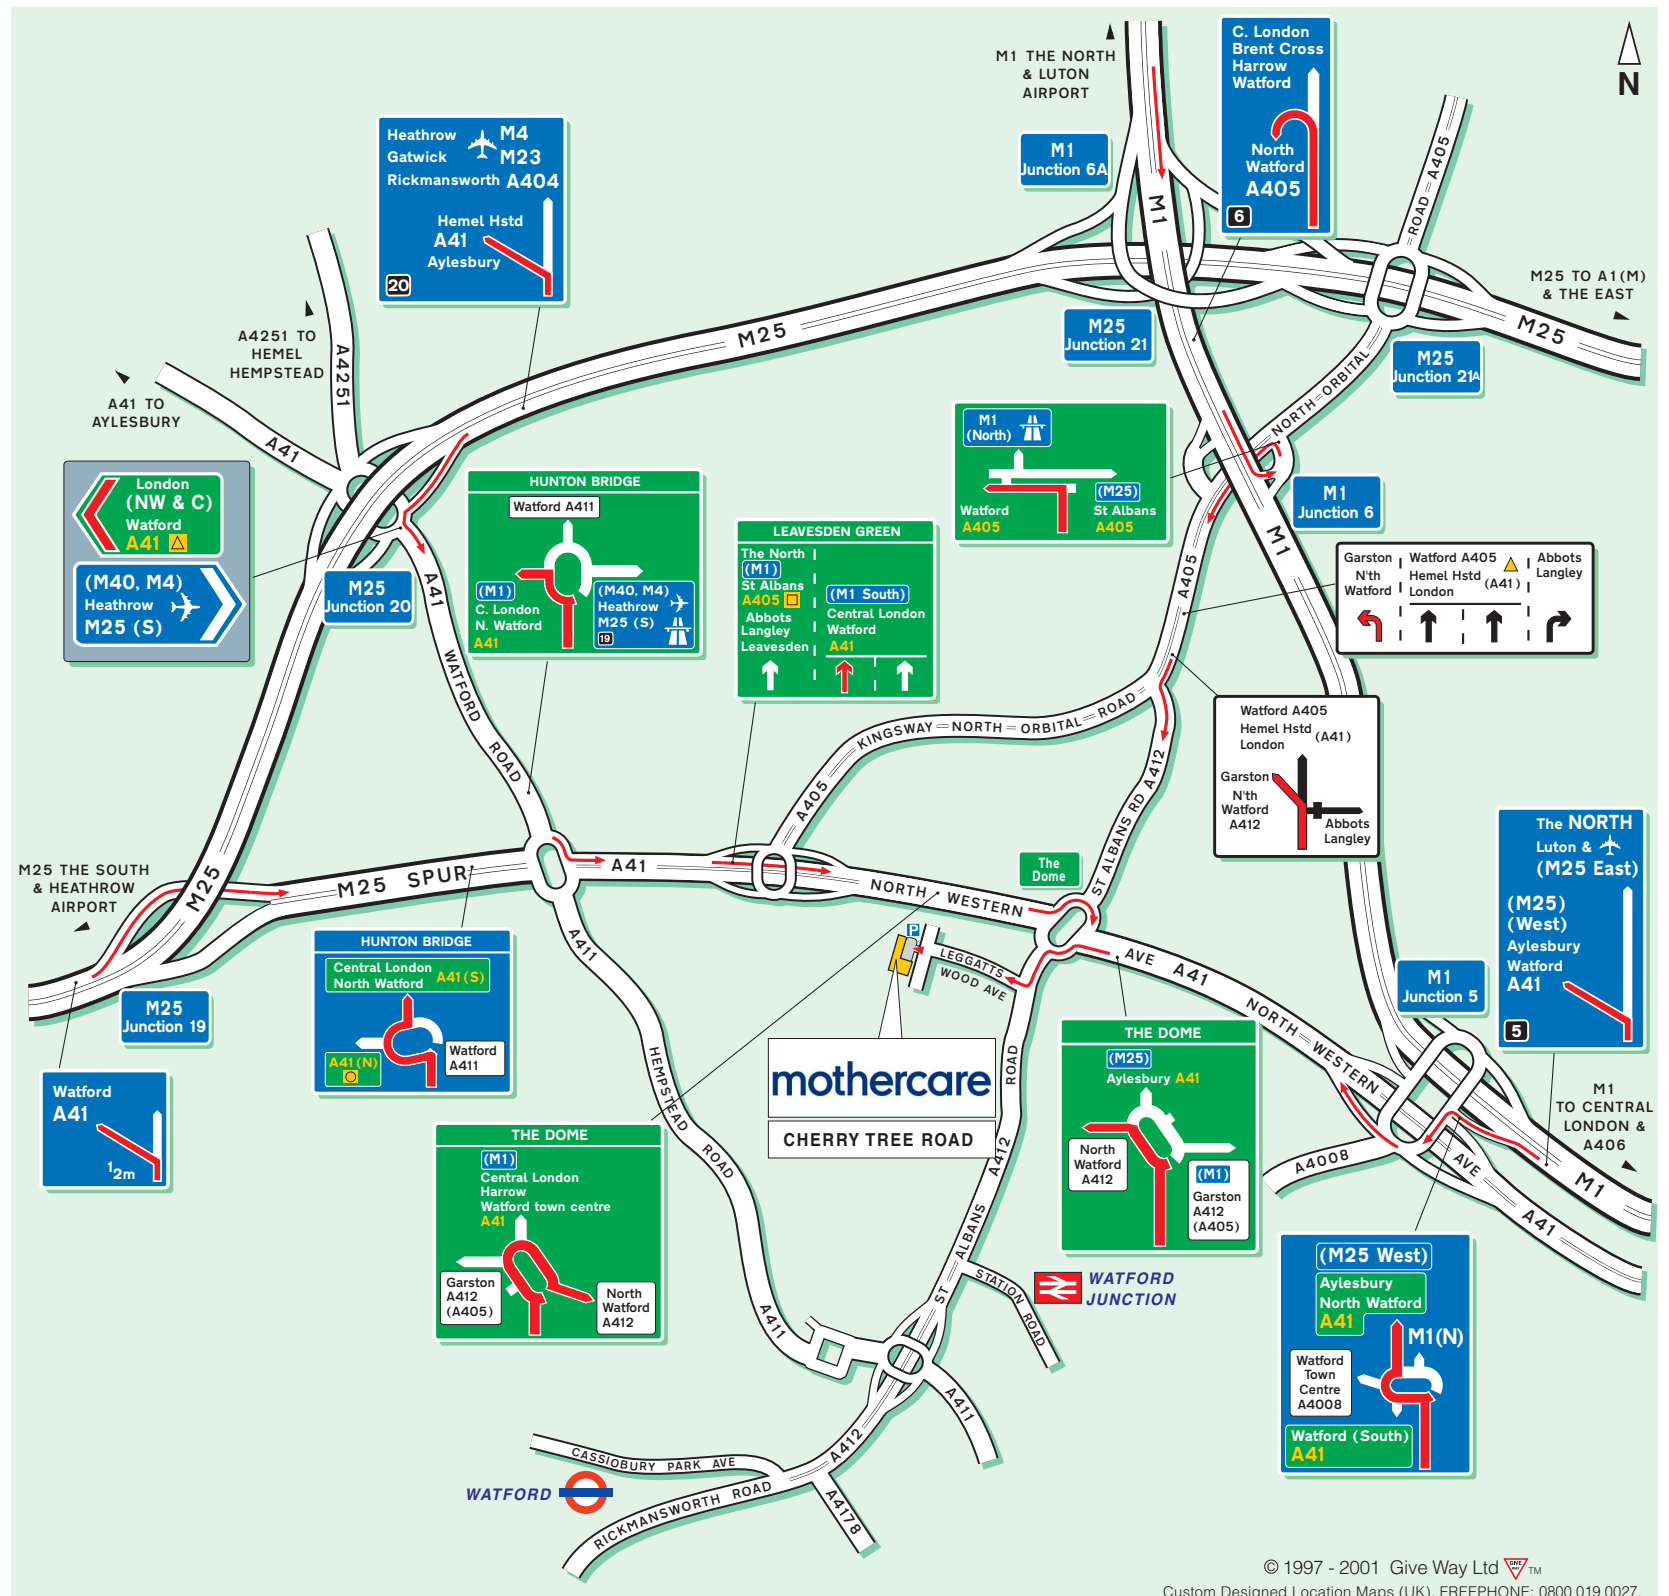 M1 THE NORTH
& LUTON
AIRPORT
C. London
Brent Cross
Harrow
Watford
North
Watford
A405
6
N
Heathrow M4
Gatwick M23
Rickmansworth A404
Hemel Hstd
A41
Aylesbury
20
M1
Junction 6A
M1
ROAD A405
M25 TO A1(M)
& THE EAST
M25
M25
M25
Junction 21
M25
Junction 21A
NORTH ORBITAL
A4251 TO
HEMEL
HEMPSTEAD
A4251
A41 TO
AYLESBURY
A41
London
(NW & C)
Watford
A41
(M40, M4)
Heathrow
M25 (S)
M25
Junction 20
A41
WATFORD ROAD
HUNTON BRIDGE
Watford A411
(M1)
C. London
N. Watford
A41
(M40, M4)
Heathrow
M25 (S)
19
LEAVESDEN GREEN
The North
(M1)
St Albans
A405
Abbots
Langley
Leavesden
(M1 South)
Central London
Watford
A41
M1
(North)
Watford
A405
(M25)
St Albans
A405
M1
Junction 6
M1
A405
Garston
N'th
Watford
Watford A405
Hemel Hstd
London
(A41)
Abbots
Langley
Watford A405
Hemel Hstd
London
(A41)
Garston
N'th
Watford
A412
Abbots
Langley
KINGSWAY NORTH ORBITAL ROAD
A405
ST ALBANS RD A412
The NORTH
Luton &
(M25 East)
(M25)
(West)
Aylesbury
Watford
A41
5
M25 THE SOUTH
& HEATHROW
AIRPORT
M25
M25 SPUR
A41
NORTH WESTERN
The
Dome
AVE A41
NORTH WESTERN
AVE
A41
M25
Junction 19
Watford
A41
1
2m
HUNTON BRIDGE
Central London
North Watford
A41(S)
A41(N)
Watford
A411
A411
HEMPSTEAD ROAD
A411
P
LEGGATTS
WOOD AVE
mothercare
CHERRY TREE ROAD
THE DOME
(M1)
Central London
Harrow
Watford town centre
A41
Garston
A412
(A405)
North
Watford
A412
THE DOME
(M25)
Aylesbury A41
North
Watford
A412
(M1)
Garston
A412
(A405)
M1
Junction 5
M1
TO CENTRAL
LONDON &
A406
M1
A4008
(M25 West)
Aylesbury
North Watford
A41
M1(N)
Watford
Town
Centre
A4008
Watford (South)
A41
ST ALBANS A412 ROAD
STATION ROAD
WATFORD
JUNCTION
A411
A412
CASSIOBURY PARK AVE
WATFORD
RICKMANSWORTH ROAD
A4178
© 1997 - 2001 Give Way Ltd GIVE WAY TM
Custom Designed Location Maps (UK). FREEPHONE: 0800 019 0027.